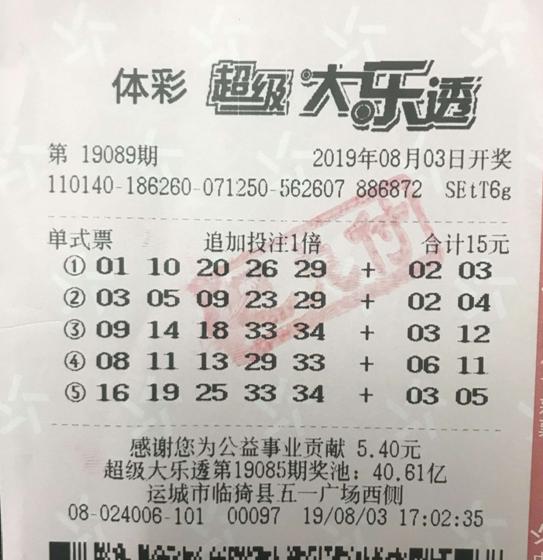 体彩 超级大乐透
第 19089期 2019年08月03日开奖
110140-186260-071250-562607 886872 SEtT6g
单式票 追加投注1倍 合计15元
① 01 10 20 26 29 + 02 03
② 03 05 09 23 29 + 02 04
③ 09 14 18 33 34 + 03 12
④ 08 11 13 29 33 + 06 11
⑤ 16 19 25 33 34 + 03 05
感谢您为公益事业贡献 5.40元
超级大乐透第19085期奖池：40.61亿
运城市临猗县五一广场西侧
08-024006-101 00097 19/08/03 17:02:35